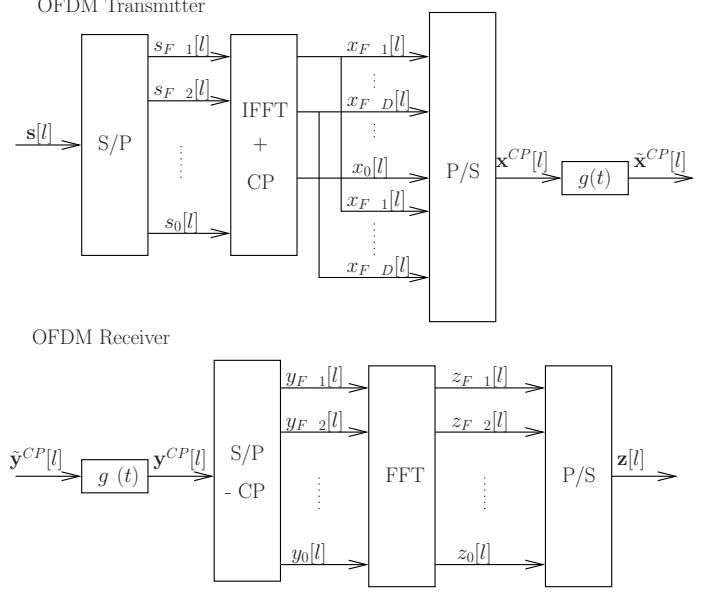 OFDM Transmitter
s[l]
S/P
s_{F 1}[l]
s_{F 2}[l]
s_0[l]
IFFT
+
CP
x_{F 1}[l]
x_{F D}[l]
x_0[l]
x_{F 1}[l]
x_{F D}[l]
P/S
x^{CP}[l]
g(t)
x̃^{CP}[l]
OFDM Receiver
ỹ^{CP}[l]
g (t)
y^{CP}[l]
S/P
- CP
y_{F 1}[l]
y_{F 2}[l]
y_0[l]
FFT
z_{F 1}[l]
z_{F 2}[l]
z_0[l]
P/S
z[l]